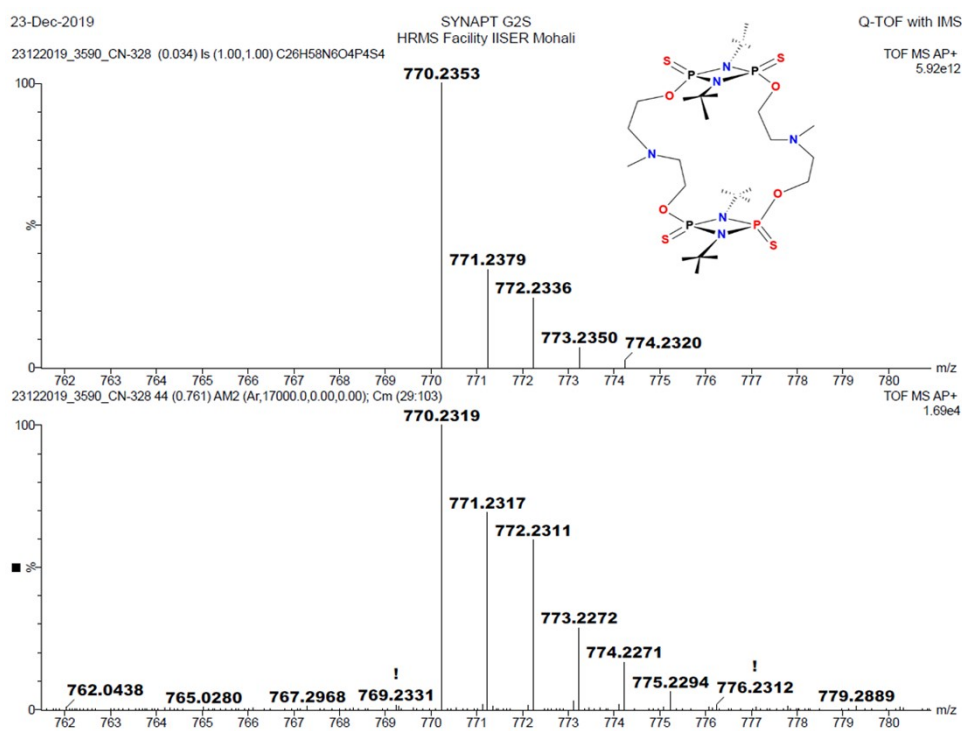 23-Dec-2019
SYNAPT G2S
Q-TOF with IMS
HRMS Facility IISER Mohali
23122019_3590_CN-328 (0.034) Is (1.00,1.00) C26H58N6O4P4S4
TOF MS AP+
5.92e12
100
%
0
770.2353
771.2379
772.2336
773.2350
774.2320
S
P
N
N
P
S
O
O
N
N
O
O
S
P
N
N
P
S
762 763 764 765 766 767 768 769 770 771 772 773 774 775 776 777 778 779 780
m/z
23122019_3590_CN-328 44 (0.761) AM2 (Ar,17000.0,0.00,0.00); Cm (29:103)
TOF MS AP+
1.69e4
100
%
0
770.2319
771.2317
772.2311
773.2272
774.2271
775.2294
!
776.2312
779.2889
762.0438
765.0280
767.2968
!
769.2331
762 763 764 765 766 767 768 769 770 771 772 773 774 775 776 777 778 779 780
m/z